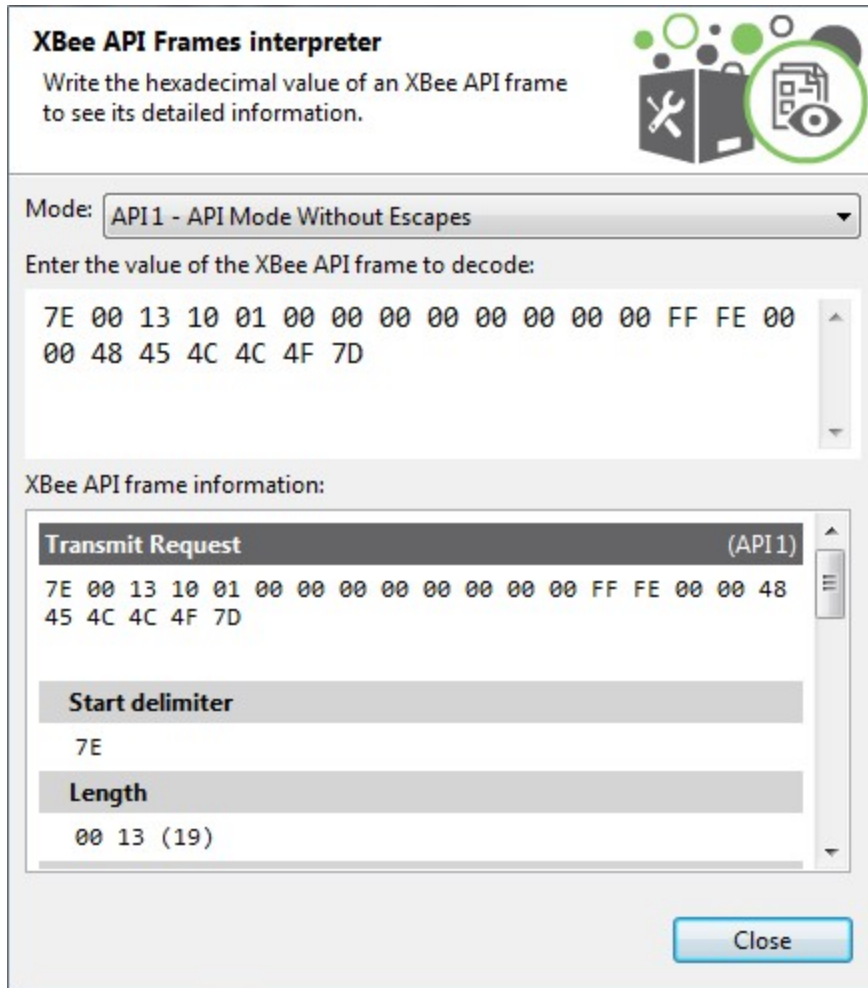 XBee API Frames interpreter
Write the hexadecimal value of an XBee API frame
to see its detailed information.
Mode: API 1 - API Mode Without Escapes
Enter the value of the XBee API frame to decode:
7E 00 13 10 01 00 00 00 00 00 00 00 00 FF FE 00
00 48 45 4C 4C 4F 7D
XBee API frame information:
Transmit Request (API 1)
7E 00 13 10 01 00 00 00 00 00 00 00 00 FF FE 00 00 48
45 4C 4C 4F 7D
Start delimiter
7E
Length
00 13 (19)
Close